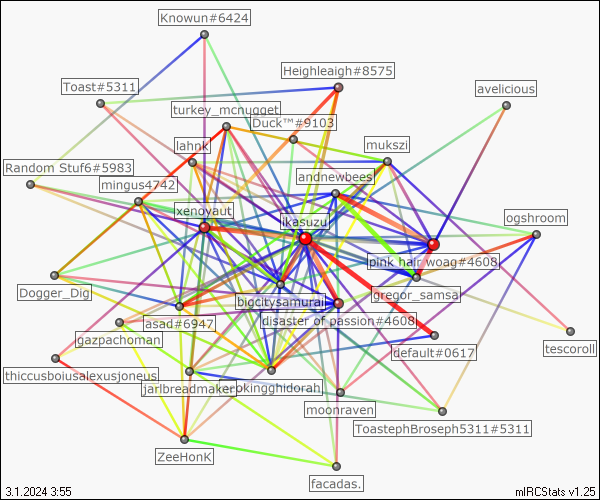 Knowun#6424
Heighleaigh#8575
Toast#5311
avelicious
turkey_mcnugget
Duck™#9103
lahnk
mukszi
Random Stuf6#5983
andnewbees
mingus4742
xenoyaut
ikasuzu
ogshroom
pink hair woag#4608
Dogger_Dig
bigcitysamurai
gregor_samsa
asad#6947
disaster of passion#4608
gazpachoman
default#0617
tescoroll
thiccusboiusalexusjoneus
jarlbreadmaker
moonraven
ToastephBroseph5311#5311
ZeeHonK
facadas.
3.1.2024 3:55
mIRCStats v1.25